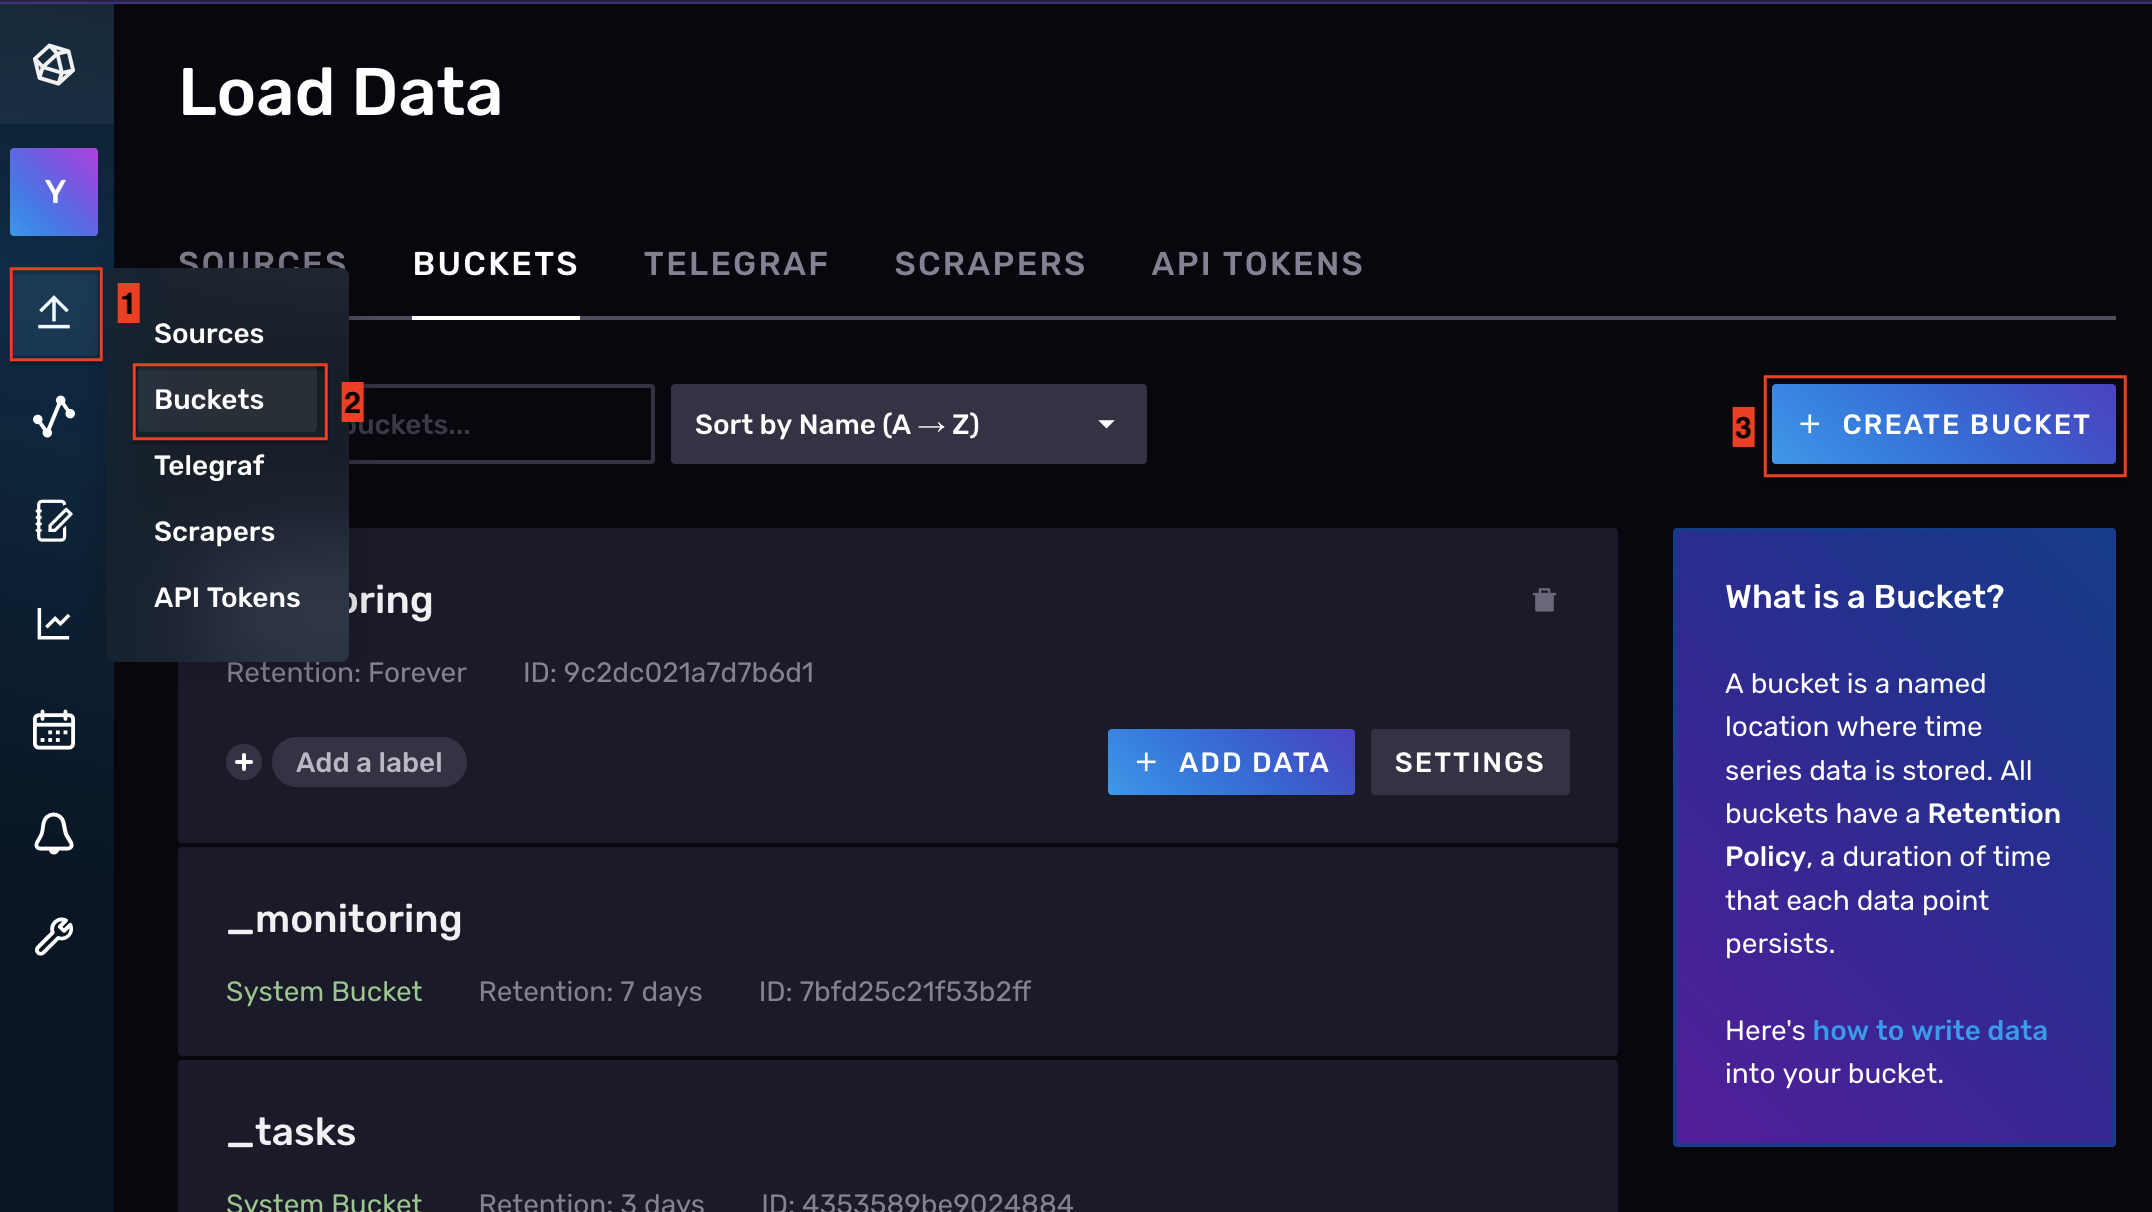 Load Data
Y
SOURCES BUCKETS TELEGRAF SCRAPERS API TOKENS
1
Sources
Buckets
2
Telegraf
Scrapers
API Tokens
buckets...
Sort by Name (A → Z)
3
+ CREATE BUCKET
oring
Retention: Forever ID: 9c2dc021a7d7b6d1
+ Add a label
+ ADD DATA
SETTINGS
_monitoring
System Bucket Retention: 7 days ID: 7bfd25c21f53b2ff
_tasks
System Bucket Retention: 3 days ID: 4353589be9024884
What is a Bucket?
A bucket is a named
location where time
series data is stored. All
buckets have a Retention
Policy, a duration of time
that each data point
persists.
Here's how to write data
into your bucket.